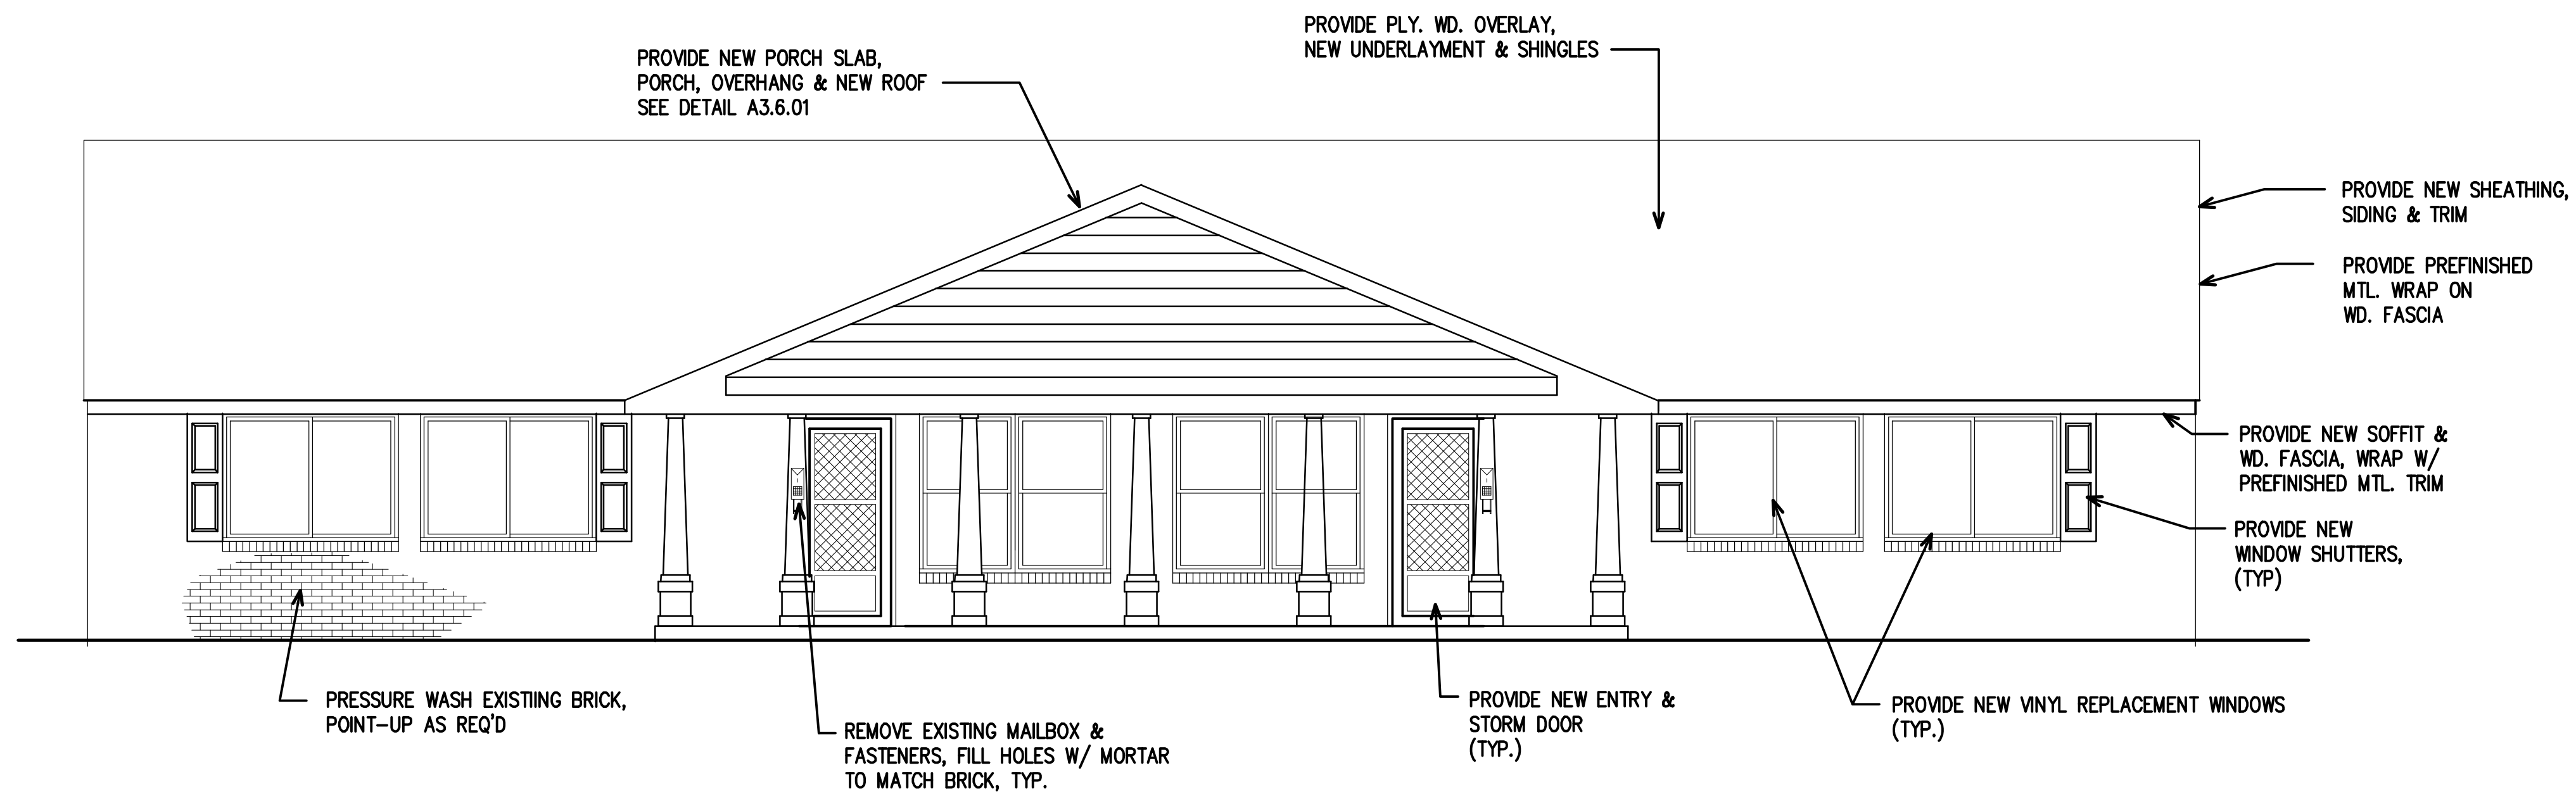 PROVIDE PLY. WD. OVERLAY,
NEW UNDERLAYMENT & SHINGLES
PROVIDE NEW PORCH SLAB,
PORCH, OVERHANG & NEW ROOF
SEE DETAIL A3.6.01
PROVIDE NEW SHEATHING,
SIDING & TRIM
PROVIDE PREFINISHED
MTL. WRAP ON
WD. FASCIA
PROVIDE NEW SOFFIT &
WD. FASCIA, WRAP W/
PREFINISHED MTL. TRIM
PROVIDE NEW
WINDOW SHUTTERS,
(TYP)
PRESSURE WASH EXISTING BRICK,
POINT-UP AS REQ'D
REMOVE EXISTING MAILBOX &
FASTENERS, FILL HOLES W/ MORTAR
TO MATCH BRICK, TYP.
PROVIDE NEW ENTRY &
STORM DOOR
(TYP.)
PROVIDE NEW VINYL REPLACEMENT WINDOWS
(TYP.)